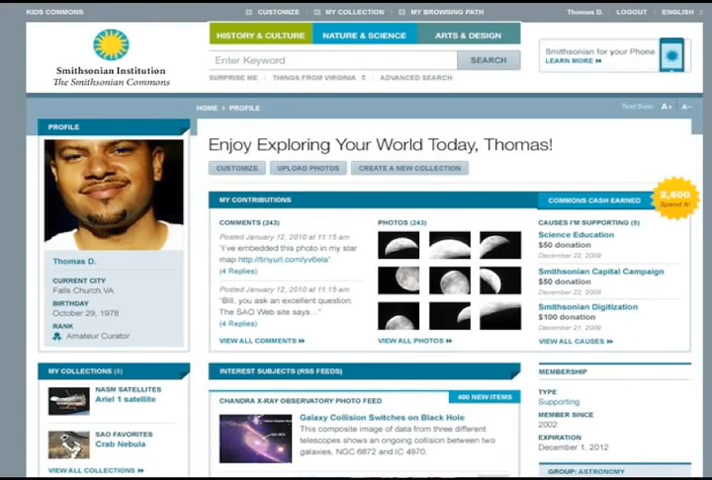 KIDS COMMONS
CUSTOMIZE
MY COLLECTION
MY BROWSING PATH
Thomas D.
LOGOUT
ENGLISH
Smithsonian Institution
The Smithsonian Commons
HISTORY & CULTURE
NATURE & SCIENCE
ARTS & DESIGN
Enter Keyword
SEARCH
SURPRISE ME
THINGS FROM VIRGINIA
ADVANCED SEARCH
Smithsonian for your Phone
LEARN MORE
HOME
PROFILE
Text Size:
A+
A-
PROFILE
Thomas D.
CURRENT CITY
Falls Church, VA
BIRTHDAY
October 29, 1978
RANK
Amateur Curator
Enjoy Exploring Your World Today, Thomas!
CUSTOMIZE
UPLOAD PHOTOS
CREATE A NEW COLLECTION
MY CONTRIBUTIONS
COMMONS CASH EARNED
2,600
Spend it!
COMMENTS (243)
Posted January 12, 2010 at 11:15 am
"I've embedded this photo in my star
map http://tinyurl.com/yv6ela"
(4 Replies)
Posted January 12, 2010 at 11:15 am
"Bill, you ask an excellent question.
The SAO Web site says..."
(4 Replies)
VIEW ALL COMMENTS
PHOTOS (243)
VIEW ALL PHOTOS
CAUSES I'M SUPPORTING (5)
Science Education
$50 donation
December 22, 2009
Smithsonian Capital Campaign
$50 donation
December 22, 2009
Smithsonian Digitization
$100 donation
December 21, 2009
VIEW ALL CAUSES
MY COLLECTIONS (5)
NASM SATELLITES
Ariel 1 satellite
SAO FAVORITES
Crab Nebula
VIEW ALL COLLECTIONS
INTEREST SUBJECTS (RSS FEEDS)
CHANDRA X-RAY OBSERVATORY PHOTO FEED
400 NEW ITEMS
Galaxy Collision Switches on Black Hole
This composite image of data from three different
telescopes shows an ongoing collision between two
galaxies, NGC 6872 and IC 4970.
MEMBERSHIP
TYPE
Supporting
MEMBER SINCE
2002
EXPIRATION
December 1, 2012
GROUP: ASTRONOMY